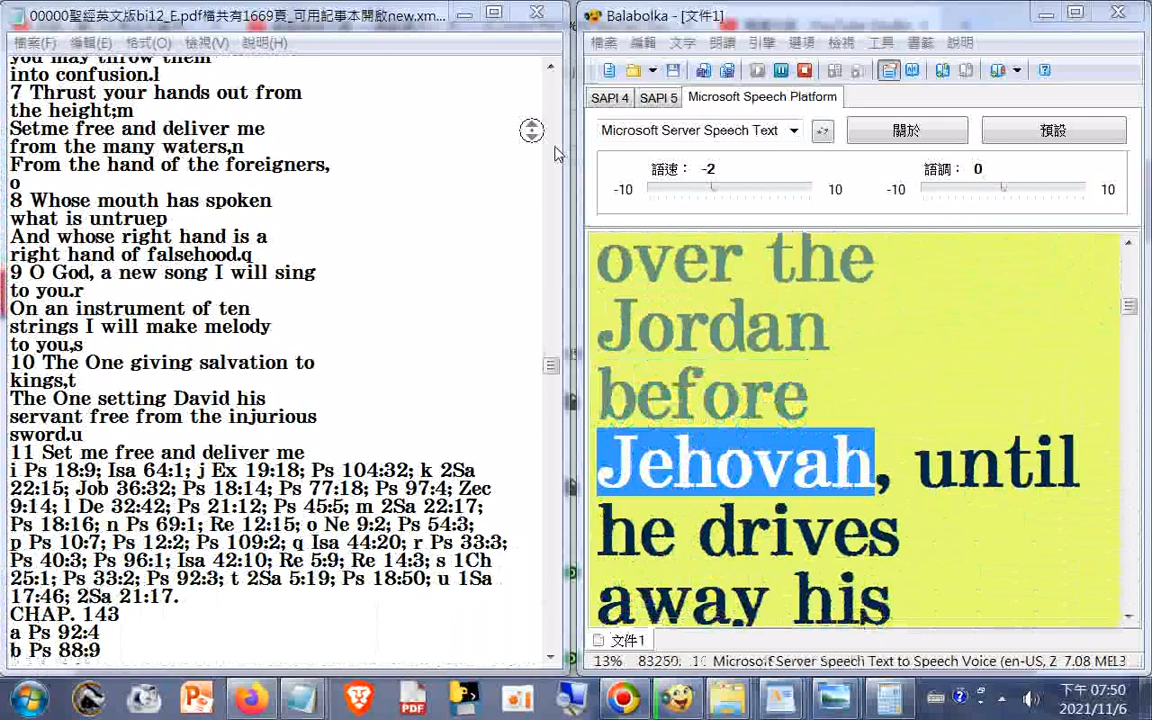 00000聖經英文版bi12_E.pdf檔共有1669頁_可用記事本開啟new.xm...
檔案(F) 編輯(E) 格式(O) 檢視(V) 說明(H)
you may throw them
into confusion.l
7 Thrust your hands out from
the height;m
Setme free and deliver me
from the many waters,n
From the hand of the foreigners,
o
8 Whose mouth has spoken
what is untruep
And whose right hand is a
right hand of falsehood.q
9 O God, a new song I will sing
to you.r
On an instrument of ten
strings I will make melody
to you,s
10 The One giving salvation to
kings,t
The One setting David his
servant free from the injurious
sword.u
11 Set me free and deliver me
i Ps 18:9; Isa 64:1; j Ex 19:18; Ps 104:32; k 2Sa
22:15; Job 36:32; Ps 18:14; Ps 77:18; Ps 97:4; Zec
9:14; l De 32:42; Ps 21:12; Ps 45:5; m 2Sa 22:17;
Ps 18:16; n Ps 69:1; Re 12:15; o Ne 9:2; Ps 54:3;
p Ps 10:7; Ps 12:2; Ps 109:2; q Isa 44:20; r Ps 33:3;
Ps 40:3; Ps 96:1; Isa 42:10; Re 5:9; Re 14:3; s 1Ch
25:1; Ps 33:2; Ps 92:3; t 2Sa 5:19; Ps 18:50; u 1Sa
17:46; 2Sa 21:17.
CHAP. 143
a Ps 92:4
b Ps 88:9
Balabolka - [文件1]
檔案 編輯 文字 朗讀 引擎 選項 檢視 工具 書籤 說明
SAPI 4 SAPI 5 Microsoft Speech Platform
Microsoft Server Speech Text 關於 預設
語速： -2 語調： 0
-10 10 -10 10
over the
Jordan
before
Jehovah, until
he drives
away his
文件1
13% Microsoft Server Speech Text to Speech Voice (en-US, Z 7.08
下午 07:50
2021/11/6